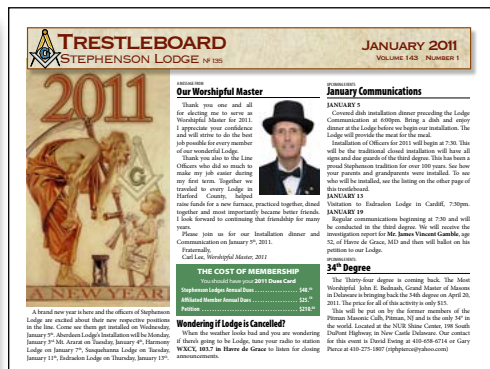 TRESTLEBOARD
STEPHENSON LODGE № 135
JANUARY 2011
VOLUME 143 NUMBER 1
2011
A brand new year is here and the officers of Stephenson
Lodge are excited about their new respective positions
in the line. Come see them get installed on Wednesday,
January 5th. Aberdeen Lodge's Installation will be Monday,
January 3rd Mt. Ararat on Tuesday, January 4th, Harmony
Lodge on January 7th, Susquehanna Lodge on Tuesday,
January 11th, Esdraelon Lodge on Thursday, January 13th.
A MESSAGE FROM
Our Worshipful Master
Thank you one and all
for electing me to serve as
Worshipful Master for 2011.
I appreciate your confidence
and will strive to do the best
job possible for every member
of our wonderful Lodge.
Thank you also to the Line
Officers who did so much to
make my job easier during
my first term. Together we
traveled to every Lodge in
Harford County, helped
raise funds for a new furnace, practiced together, dined
together and most importantly became better friends.
I look forward to continuing that friendship for many
years.
Please join us for our Installation dinner and
Communication on January 5th, 2011.
Fraternally,
Carl Lee, Worshipful Master, 2011
THE COST OF MEMBERSHIP
You should have your 2011 Dues Card
Stephenson Lodge Annual Dues
Affiliated Member Annual Dues
Petition
Wondering if Lodge is Cancelled?
When the weather looks bad and you are wondering
if there's going to be Lodge, tune your radio to station
WXCY, 103.7 in Havre de Grace to listen for closing
announcements.
UPCOMING EVENTS
January Communications
JANUARY 5
Covered dish installation dinner preceding the Lodge
Communication at 6:00pm. Bring a dish and enjoy
dinner at the Lodge before we begin our installation. The
Lodge will provide the meat for the meal.
Installation of Officers for 2011 will begin at 7:30. This
will be the traditional closed installation will have all
signs and due guards of the third degree. This has been a
proud Stephenson tradition for over 100 years. See how
your parents and grandparents were installed. To see
who will be installed, see the listing on the other page of
this trestleboard.
JANUARY 13
Visitation to Esdraelon Lodge in Cardiff, 7:30pm.
JANUARY 19
Regular communications beginning at 7:30 and will
be conducted in the third degree. We will receive the
investigation report for Mr. James Vincent Gamble, age
52, of Havre de Grace, MD and then will ballot on his
petition to our Lodge.
UPCOMING EVENTS
34th Degree
The Thirty-four degree is coming back. The Most
Worshipful John E. Bednash, Grand Master of Masons
in Delaware is bringing back the 34th degree on April 20,
2011. The price for all of this activity is only $15.
This will be put on by the former members of the
Pitman Masonic Culb, Pitman, NJ and is the only 34º in
the world. Located at the NUR Shrine Center, 198 South
DuPont Highway, in New Castle Delaware. Our contact
for this event is David Ewing at 410-658-6714 or Gary
Pierce at 410-275-1807 (riphpierce@yahoo.com)